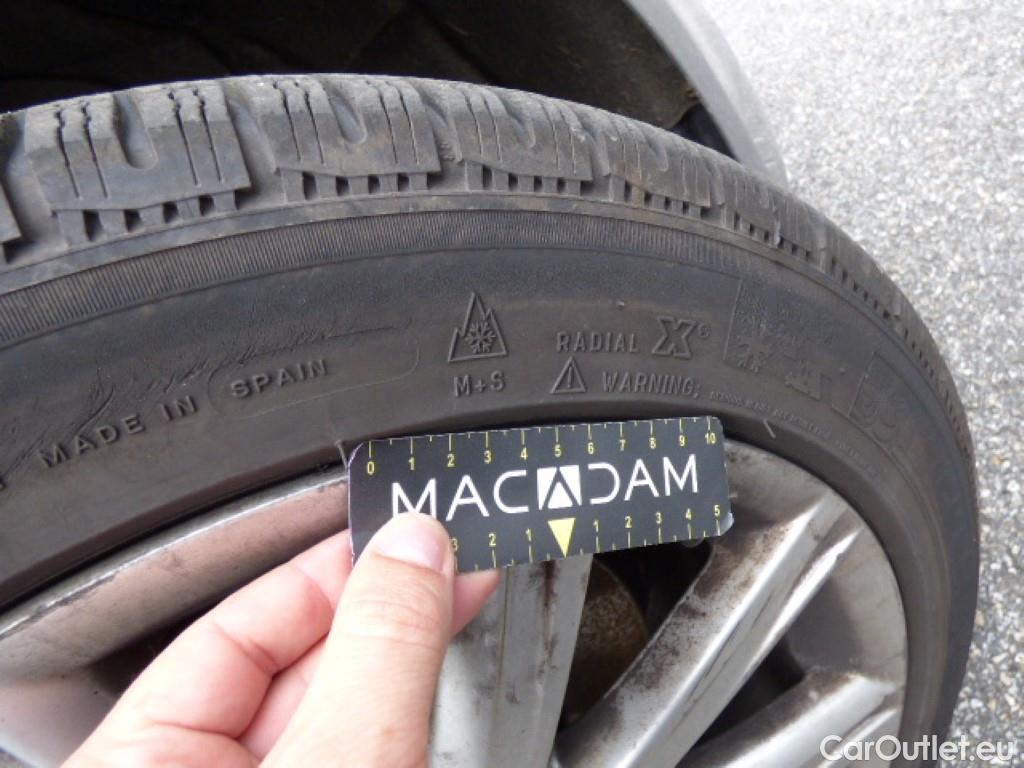 RADIAL X®
MADE IN SPAIN
M+S
WARNING:
0 1 2 3 4 5 6 7 8 9 10
MACADAM
3 2 1 1 2 3 4 5
CarOutlet.eu